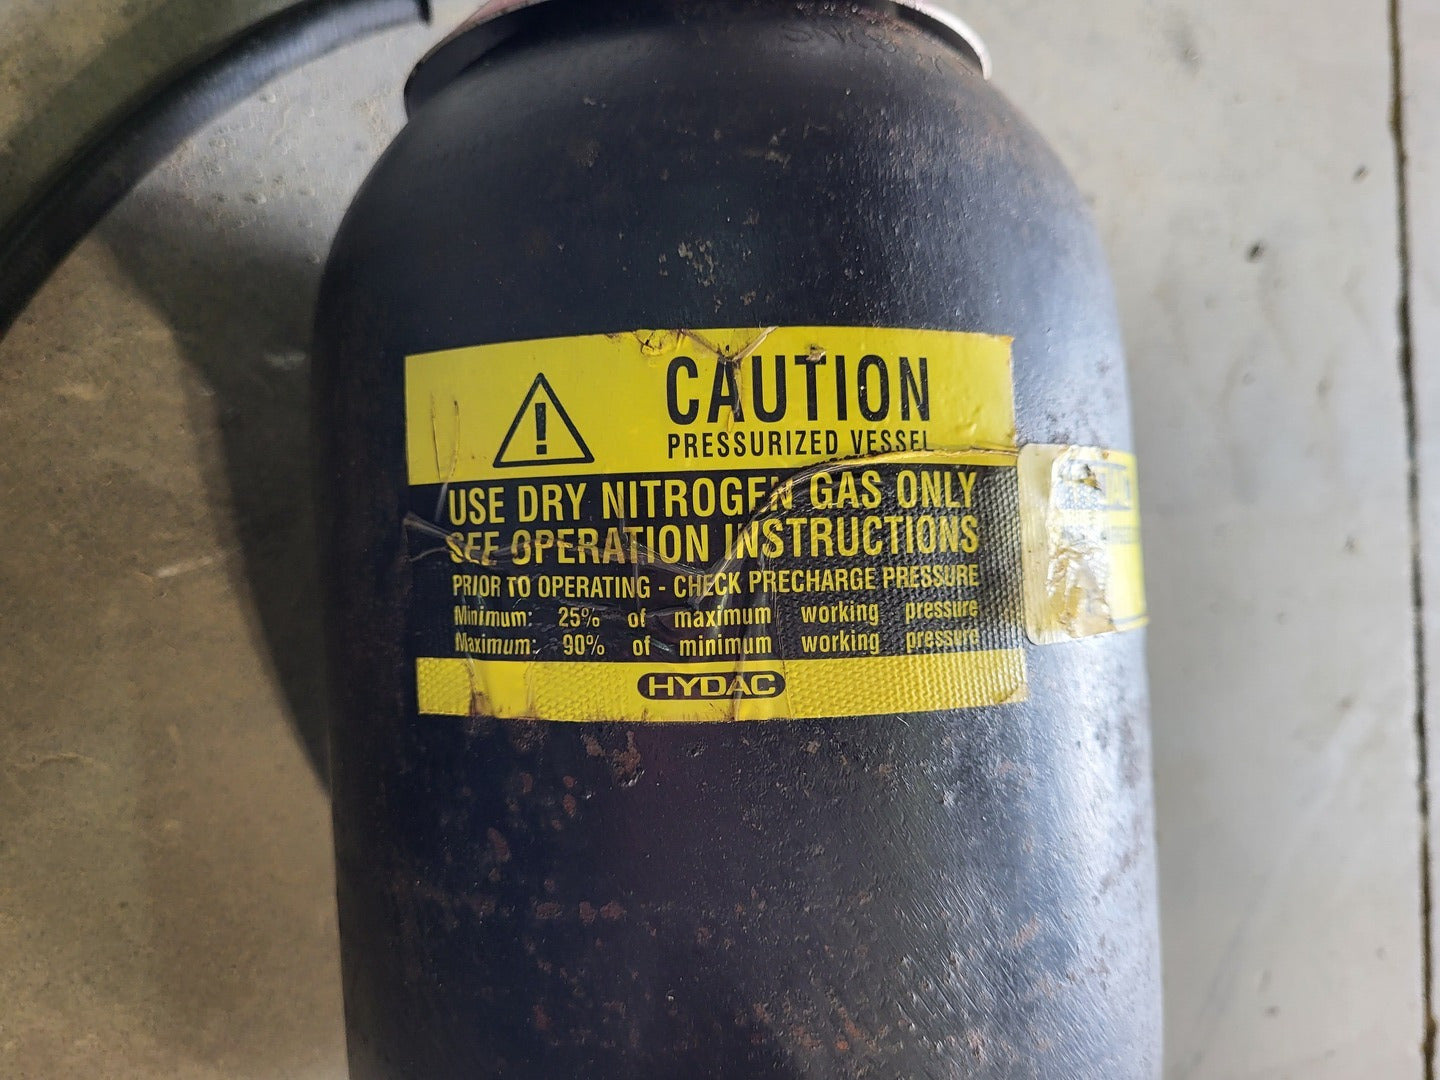 CAUTION
PRESSURIZED VESSEL
USE DRY NITROGEN GAS ONLY
SEE OPERATION INSTRUCTIONS
PRIOR TO OPERATING - CHECK PRECHARGE PRESSURE
Minimum: 25% of maximum working pressure
Maximum: 90% of minimum working pressure
HYDAC